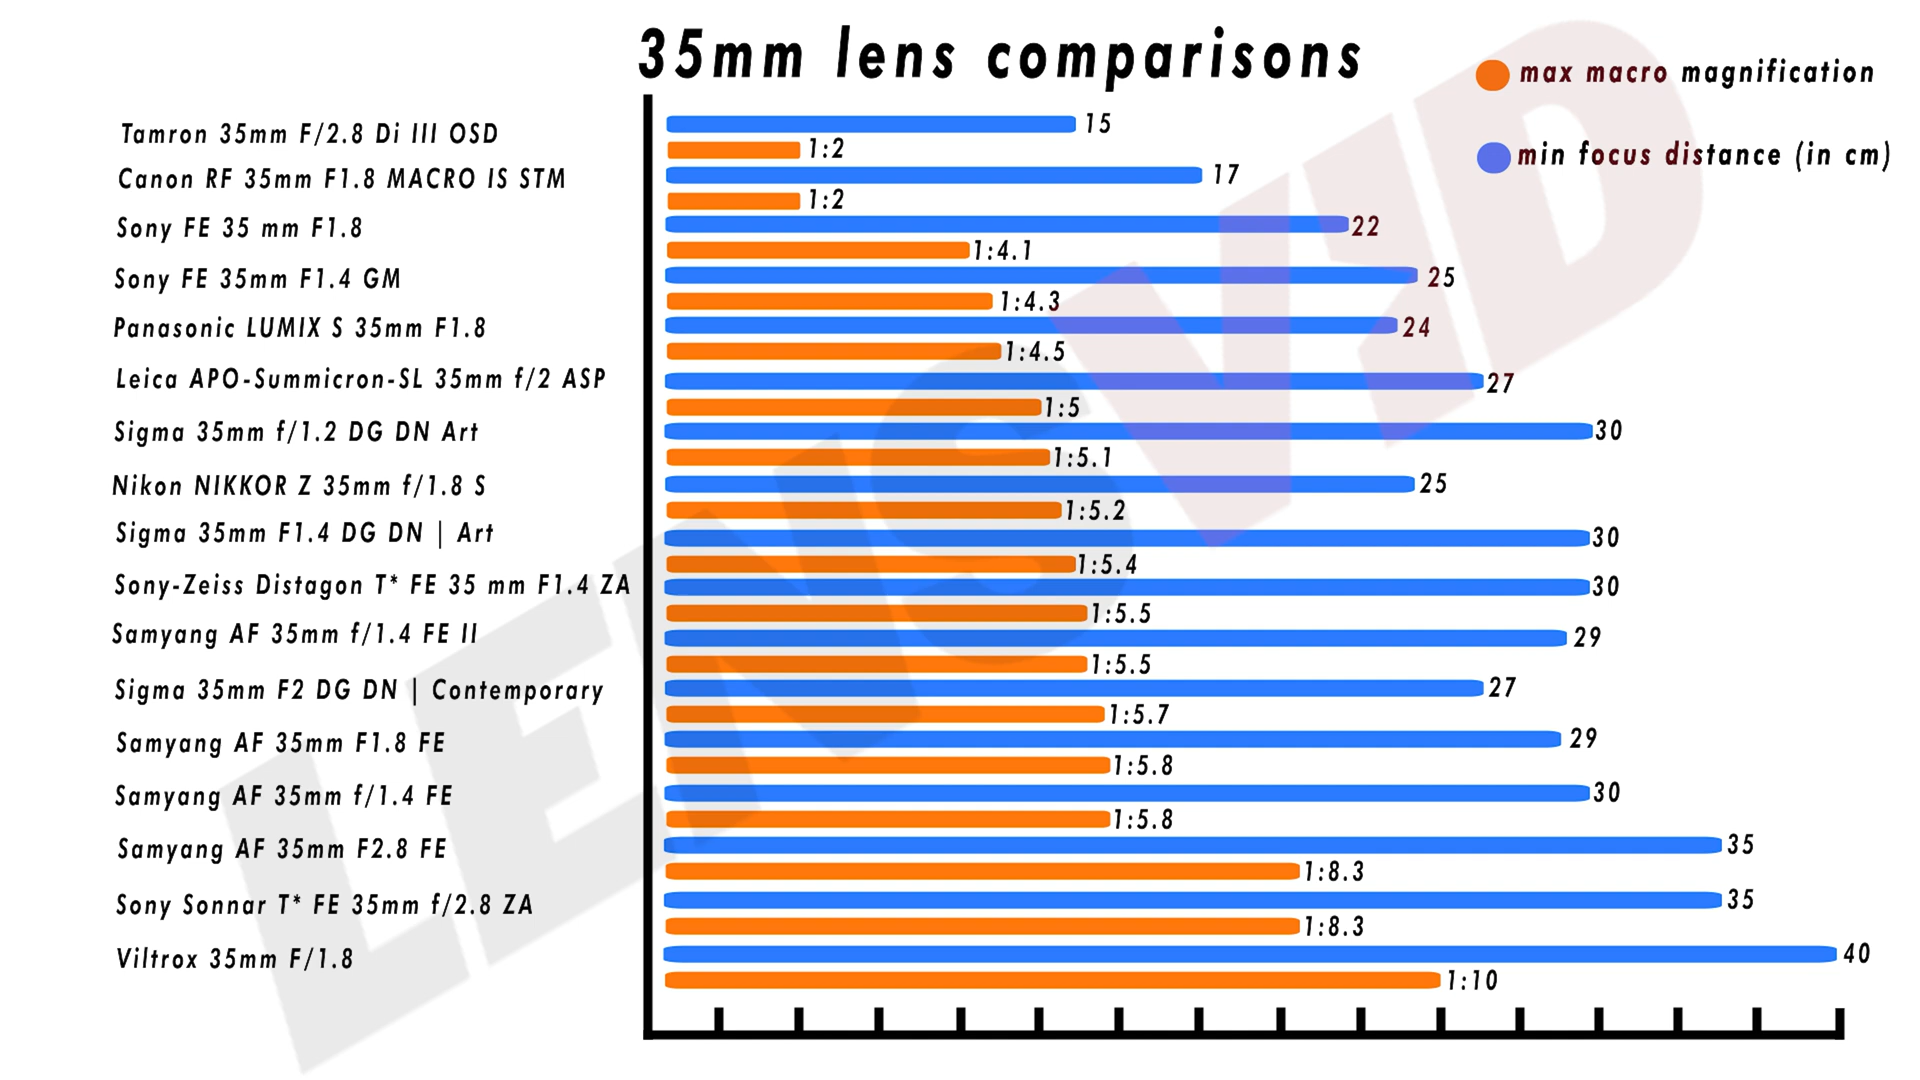 35mm lens comparisons
max macro magnification
min focus distance (in cm)
Tamron 35mm F/2.8 Di III OSD
15
1:2
Canon RF 35mm F1.8 MACRO IS STM
17
1:2
Sony FE 35 mm F1.8
22
1:4.1
Sony FE 35mm F1.4 GM
25
1:4.3
Panasonic LUMIX S 35mm F1.8
24
1:4.5
Leica APO-Summicron-SL 35mm f/2 ASP
27
1:5
Sigma 35mm f/1.2 DG DN Art
30
1:5.1
Nikon NIKKOR Z 35mm f/1.8 S
25
1:5.2
Sigma 35mm F1.4 DG DN | Art
30
1:5.4
Sony-Zeiss Distagon T* FE 35 mm F1.4 ZA
30
1:5.5
Samyang AF 35mm f/1.4 FE II
29
1:5.5
Sigma 35mm F2 DG DN | Contemporary
27
1:5.7
Samyang AF 35mm F1.8 FE
29
1:5.8
Samyang AF 35mm f/1.4 FE
30
1:5.8
Samyang AF 35mm F2.8 FE
35
1:8.3
Sony Sonnar T* FE 35mm f/2.8 ZA
35
1:8.3
Viltrox 35mm F/1.8
40
1:10
LENSVID